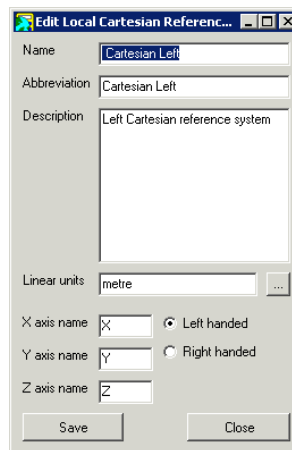 Edit Local Cartesian Referenc...
Name Cartesian Left
Abbreviation Cartesian Left
Description Left Cartesian reference system
Linear units metre ...
X axis name X Left handed
Y axis name Y Right handed
Z axis name Z
Save Close